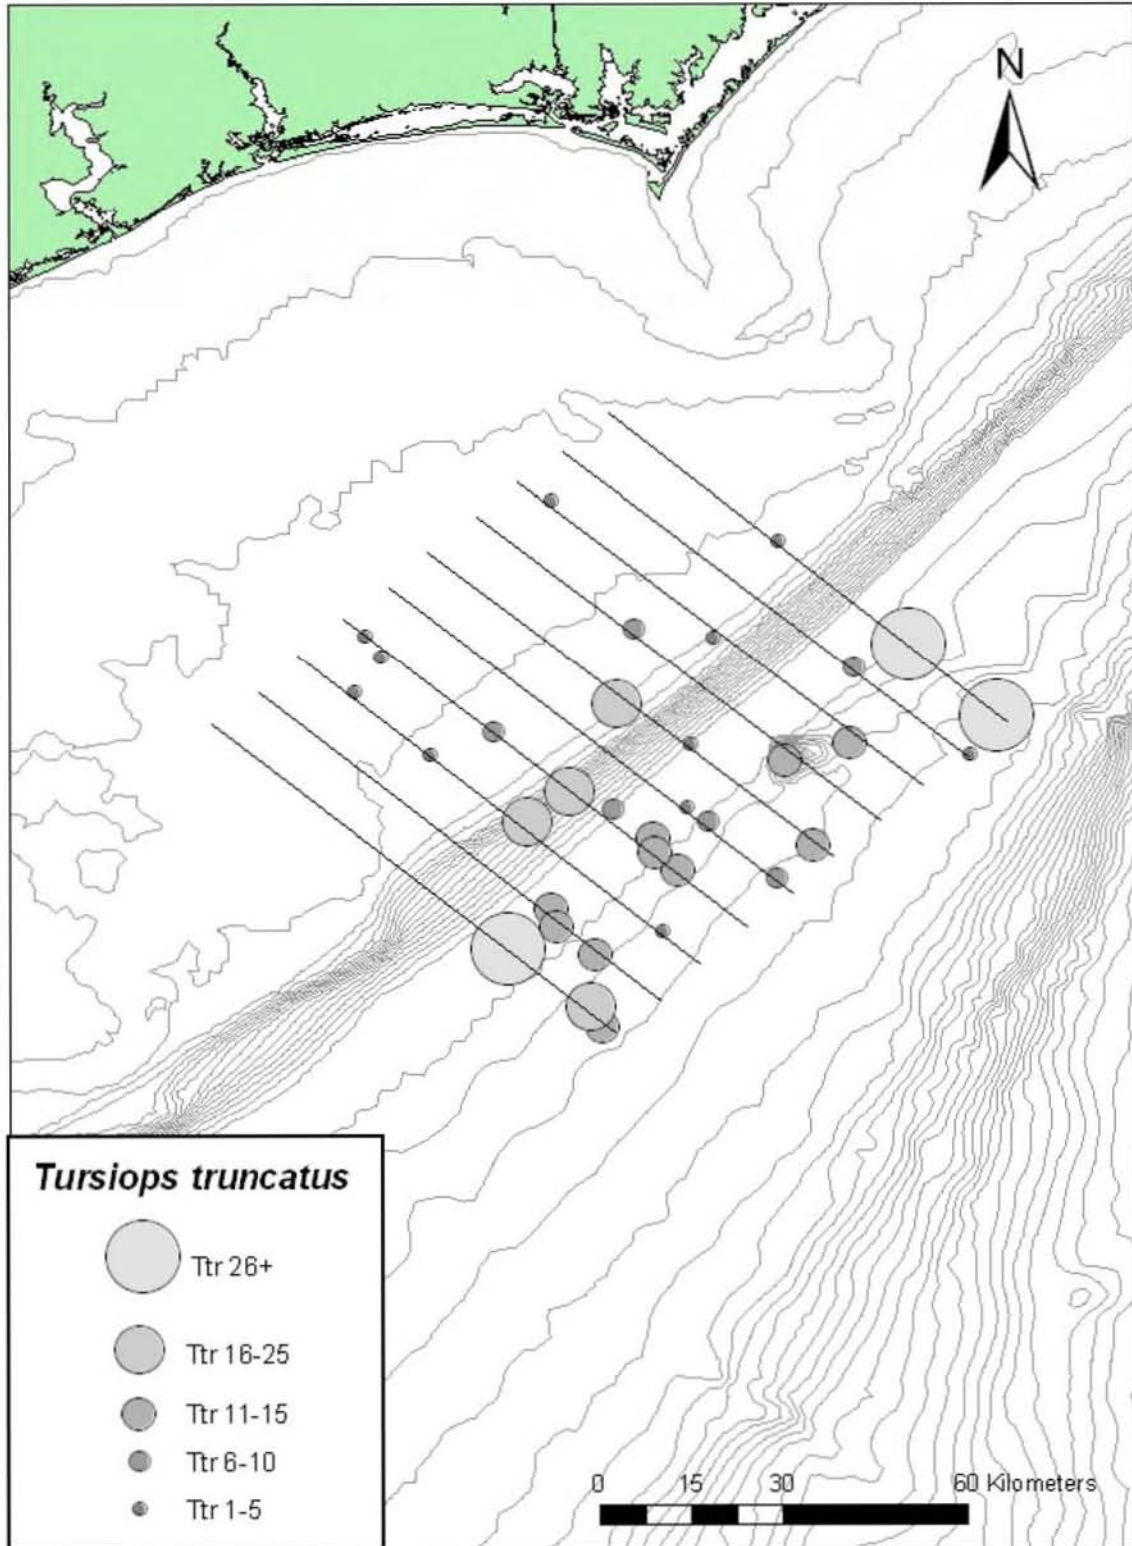 N
Tursiops truncatus
Ttr 26+
Ttr 16-25
Ttr 11-15
Ttr 6-10
Ttr 1-5
0 15 30 60 Kilometers